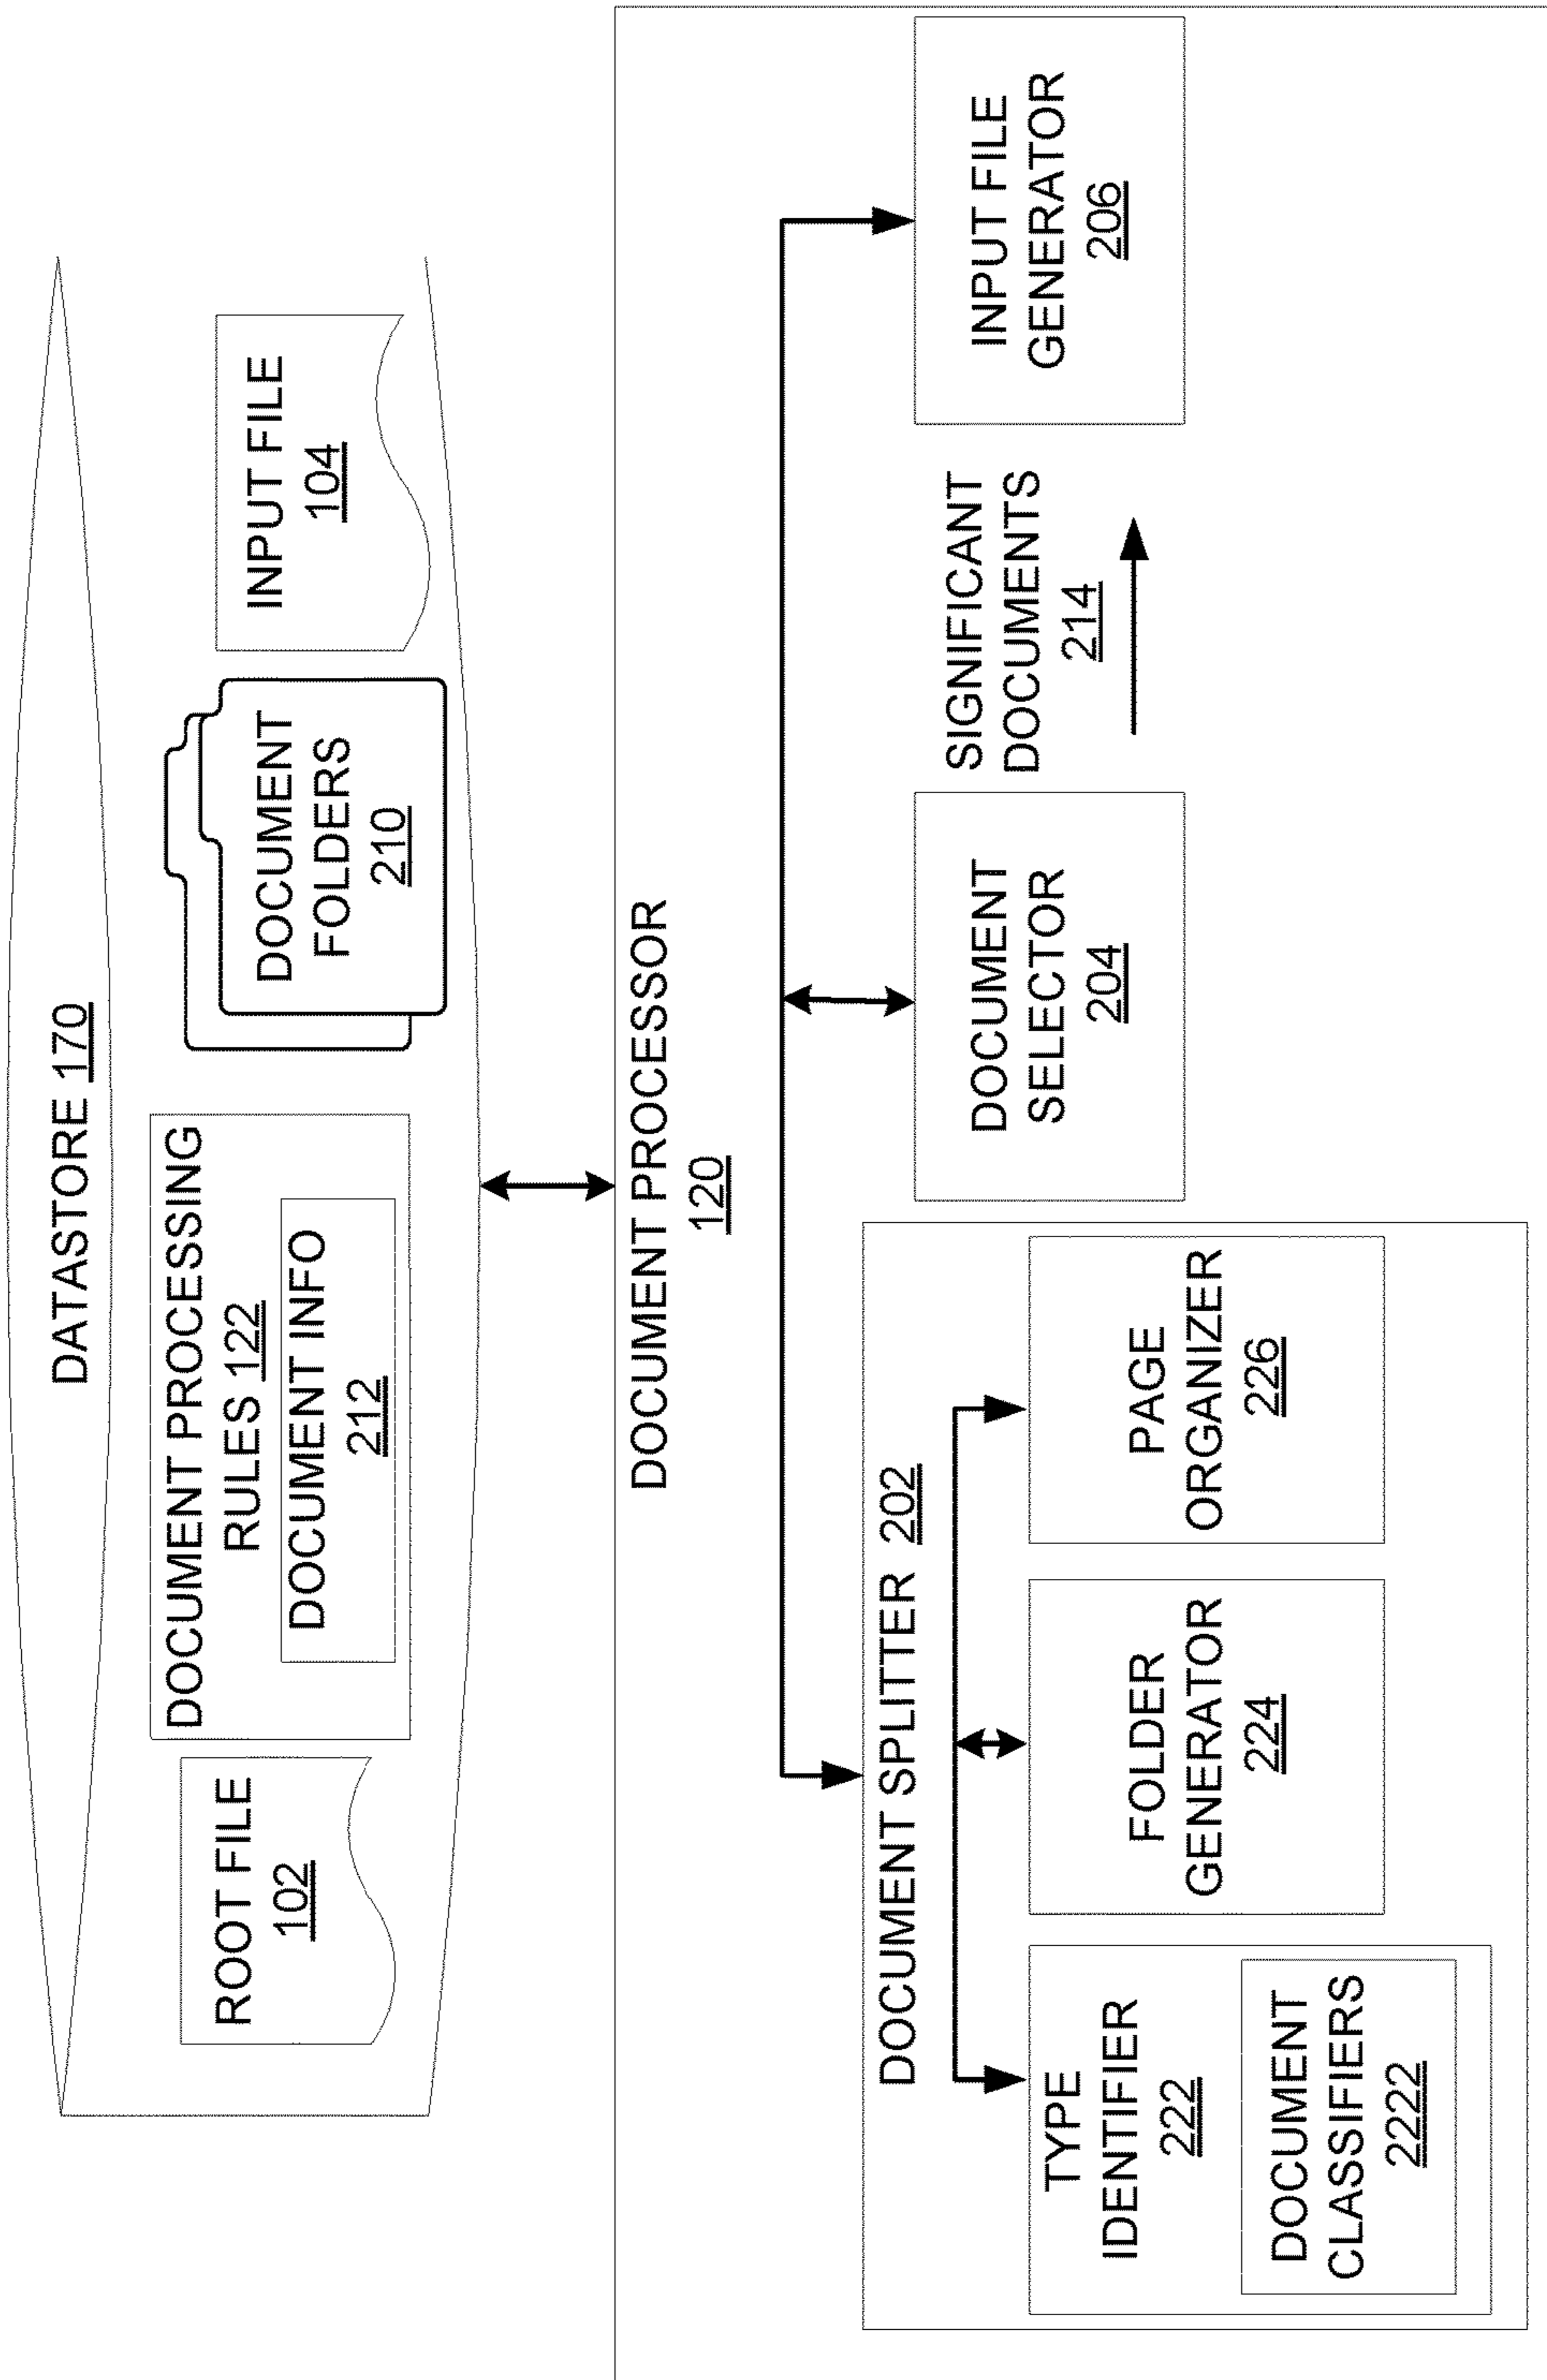 DATASTORE 170
ROOT FILE
102
DOCUMENT PROCESSING
RULES 122
DOCUMENT INFO
212
DOCUMENT
FOLDERS
210
INPUT FILE
104
DOCUMENT PROCESSOR
120
DOCUMENT SPLITTER 202
TYPE
IDENTIFIER
222
DOCUMENT
CLASSIFIERS
2222
FOLDER
GENERATOR
224
PAGE
ORGANIZER
226
DOCUMENT
SELECTOR
204
SIGNIFICANT
DOCUMENTS
214
INPUT FILE
GENERATOR
206